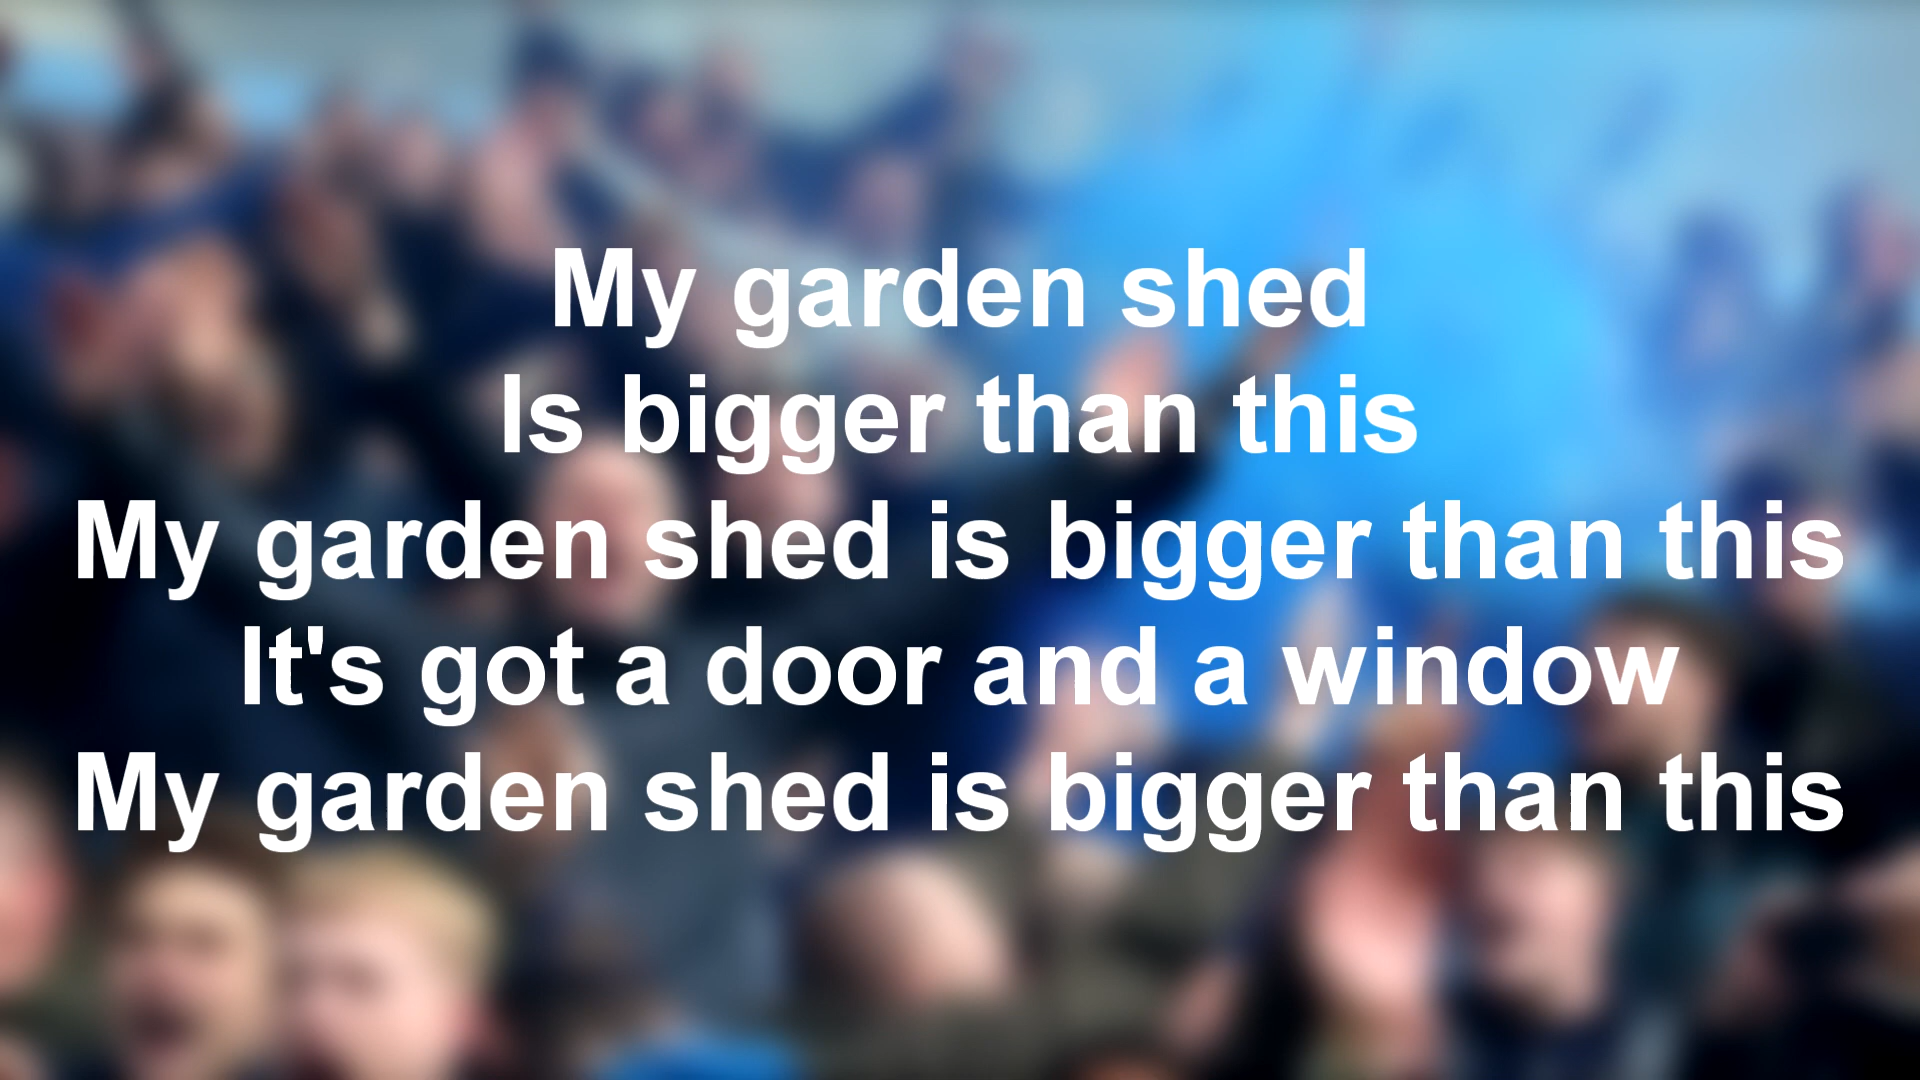 My garden shed
Is bigger than this
My garden shed is bigger than this
It's got a door and a window
My garden shed is bigger than this